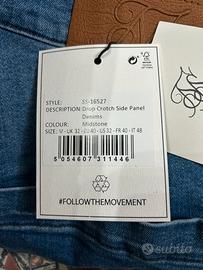 FSC
STYLE: SS-16527
DESCRIPTION: Drop Crotch Side Panel
Denims
COLOUR: Midstone
SIZE: M - UK 32 - EU 40 - US 32 - FR 40 - IT 48
5 054607 311446
#FOLLOWTHEMOVEMENT
subito